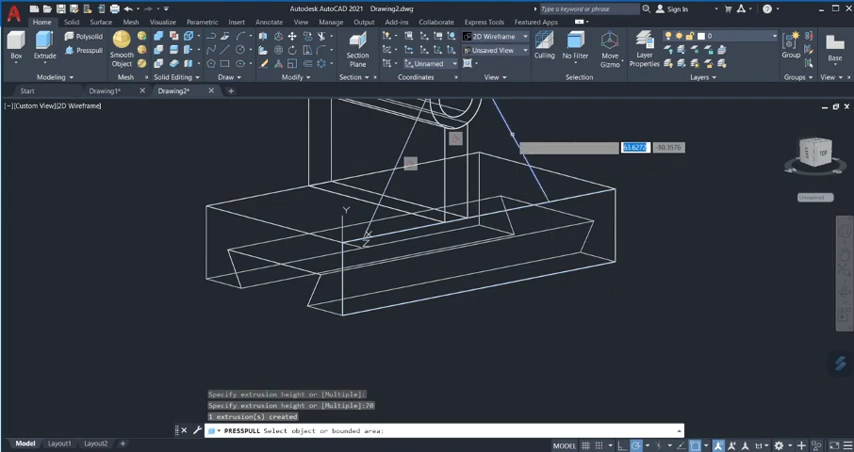 Autodesk AutoCAD 2021 Drawing2.dwg
Type a keyword or phrase
Sign In
Home Solid Surface Mesh Visualize Parametric Insert Annotate View Manage Output Add-ins Collaborate Express Tools Featured Apps
Box Extrude Polysolid Presspull Smooth Object Section Plane 2D Wireframe Unsaved View Unnamed Culling No Filter Move Gizmo Layer Properties 0 Group Base
Modeling Mesh Solid Editing Draw Modify Section Coordinates View Selection Layers Groups View
Start Drawing1* Drawing2*
[−][Custom View][2D Wireframe]
63.6272
TOP
Unnamed
Y
X
Z
Specify extrusion height or [Multiple]:
Specify extrusion height or [Multiple]:70
1 extrusion(s) created
PRESSPULL Select object or bounded area:
Model Layout1 Layout2 MODEL 1:1